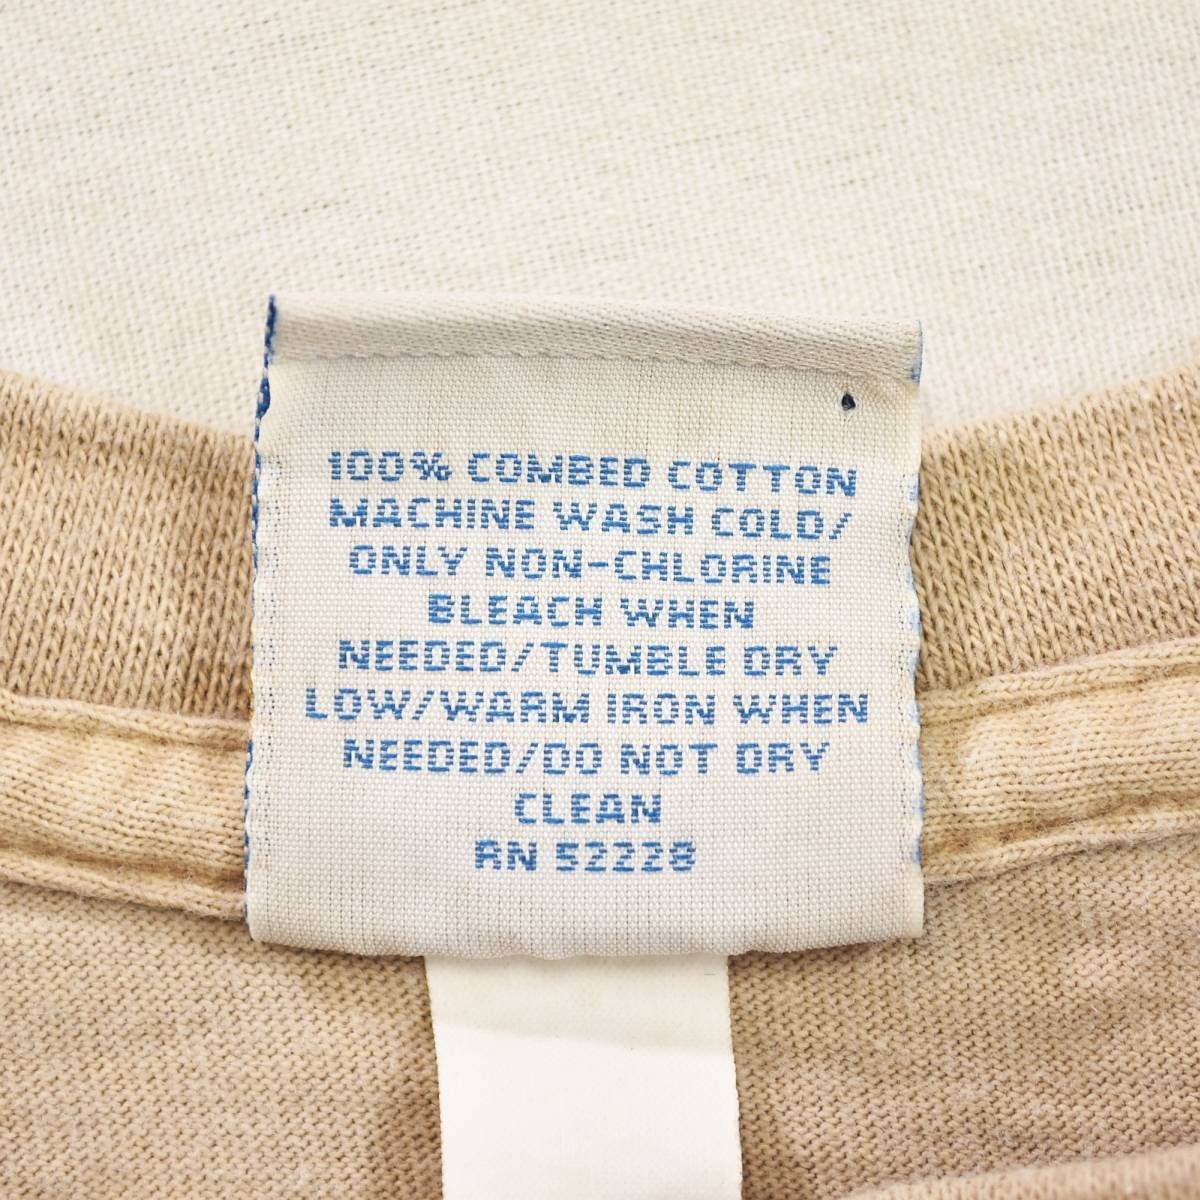 100% COMBED COTTON
MACHINE WASH COLD/
ONLY NON-CHLORINE
BLEACH WHEN
NEEDED/TUMBLE DRY
LOW/WARM IRON WHEN
NEEDED/DO NOT DRY
CLEAN
RN 52228